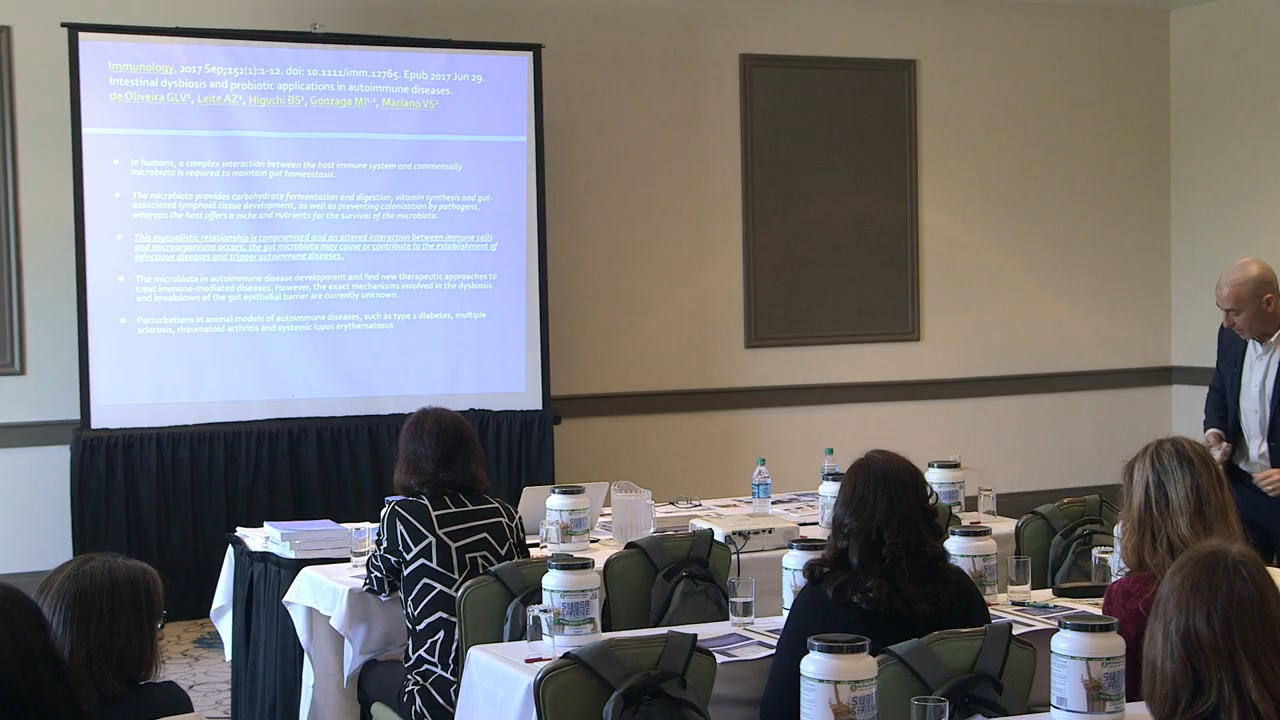 Immunology. 2017 Sep;152(1):1-12. doi: 10.1111/imm.12765. Epub 2017 Jun 29.
Intestinal dysbiosis and probiotic applications in autoimmune diseases.
de Oliveira GLV¹, Leite AZ², Higuchi BS², Gonzaga MI¹,², Mariano VS².
In humans, a complex interaction between the host immune system and commensally
microbiota is required to maintain gut homeostasis.
The microbiota provides carbohydrate fermentation and digestion, vitamin synthesis and gut-
associated lymphoid tissue development, as well as preventing colonization by pathogens,
whereas the host offers a niche and nutrients for the survival of the microbiota.
This mutualistic relationship is compromised and an altered interaction between immune cells
and microorganisms occurs, the gut microbiota may cause or contribute to the establishment of
infectious diseases and trigger autoimmune diseases.
The microbiota in autoimmune disease development and find new therapeutic approaches to
treat immune-mediated diseases. However, the exact mechanisms involved in the dysbiosis
and breakdown of the gut epithelial barrier are currently unknown.
Perturbations in animal models of autoimmune diseases, such as type 1 diabetes, multiple
sclerosis, rheumatoid arthritis and systemic lupus erythematosus
SUPER
SHAKE